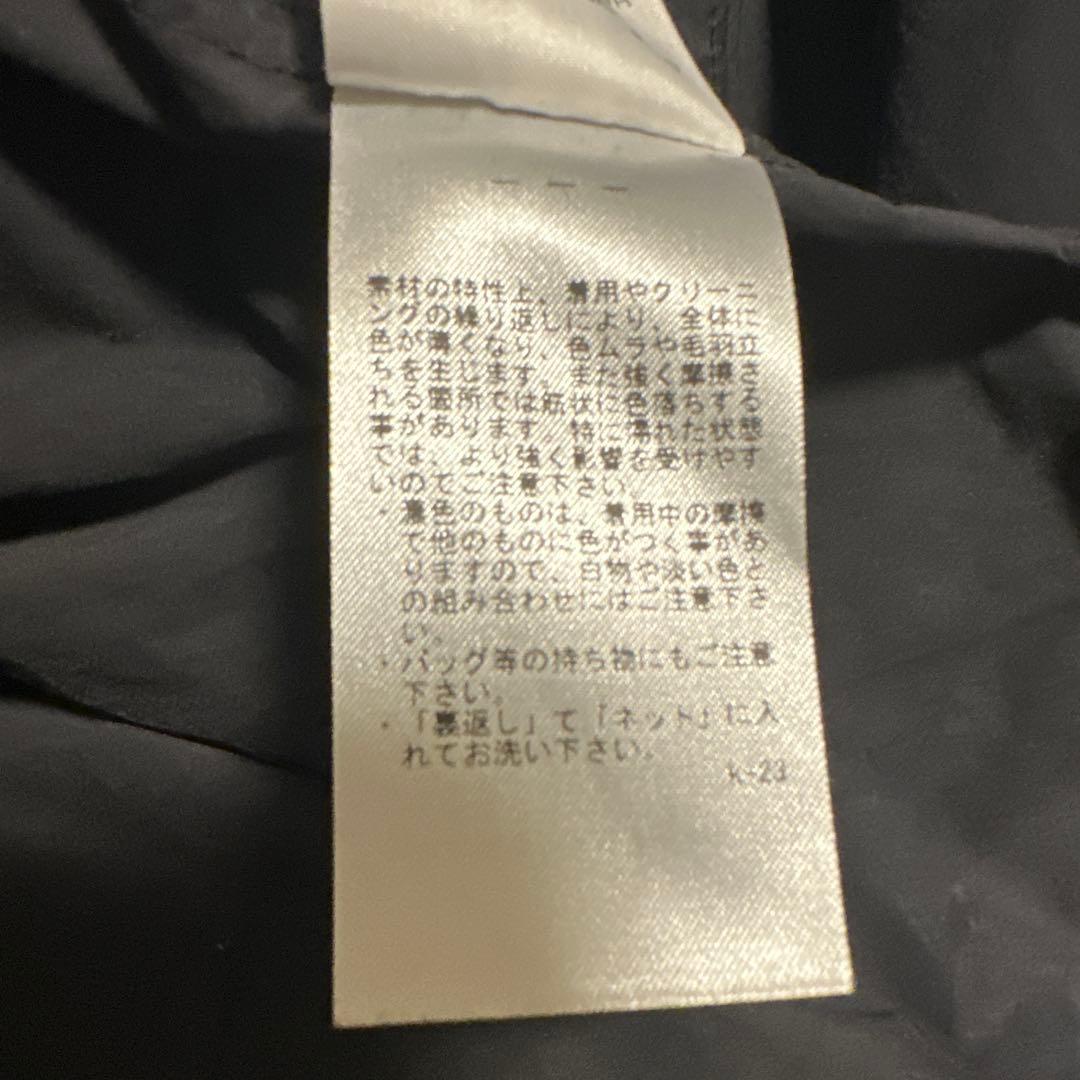 - - -
素材の特性上、着用やクリーニ
ングの繰り返しにより、全体に
色が薄くなり、色ムラや毛羽立
ちを生じます。また強く摩擦さ
れる箇所では、筋状に色落ちする
事があります。特に濡れた状態
では、より強く影響を受けやす
いのでご注意下さい。
・濃色のものは、着用中の摩擦
で他のものに色がつく事があ
りますので、白物や淡い色と
の組み合わせにはご注意下さ
い。
・バッグ等の持ち物にもご注意
下さい。
・「裏返し」て「ネット」に入
れてお洗い下さい。
K-23